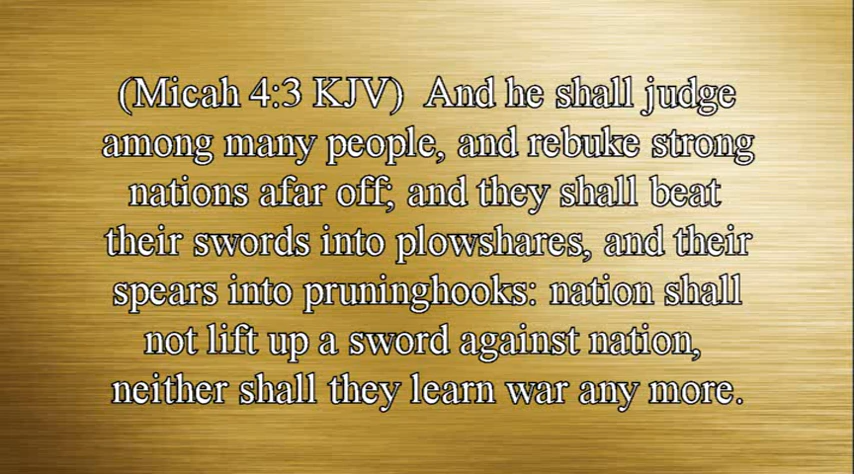 (Micah 4:3 KJV)  And he shall judge
among many people, and rebuke strong
nations afar off; and they shall beat
their swords into plowshares, and their
spears into pruninghooks: nation shall
not lift up a sword against nation,
neither shall they learn war any more.